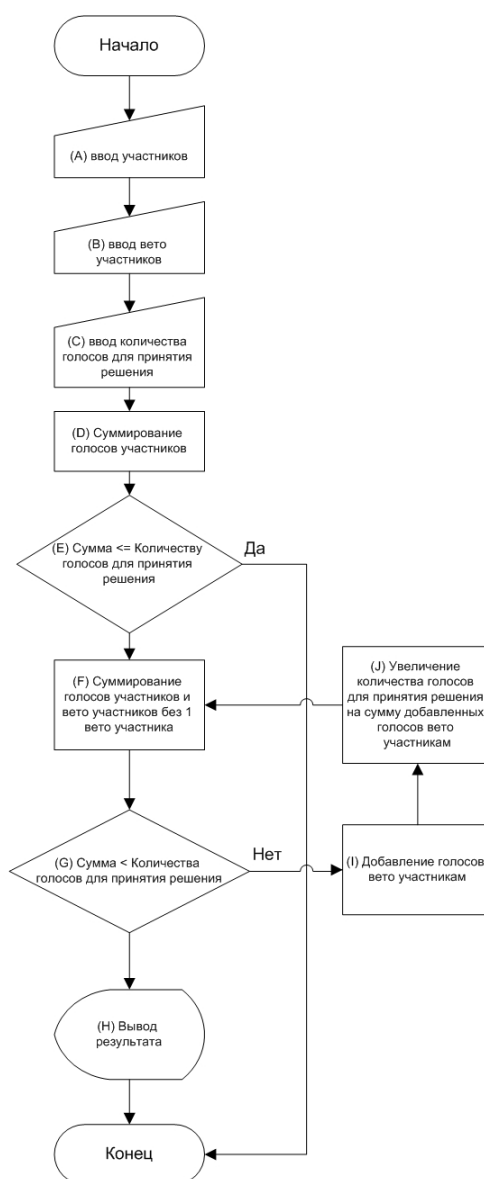 Начало
(A) ввод участников
(B) ввод вето
участников
(C) ввод количества
голосов для принятия
решения
(D) Суммирование
голосов участников
(E) Сумма <= Количеству
голосов для принятия
решения
Да
(F) Суммирование
голосов участников и
вето участников без 1
вето участника
(J) Увеличение
количества голосов
для принятия решения
на сумму добавленных
голосов вето
участникам
(G) Сумма < Количества
голосов для принятия решения
Нет
(I) Добавление голосов
вето участникам
(H) Вывод
результата
Конец